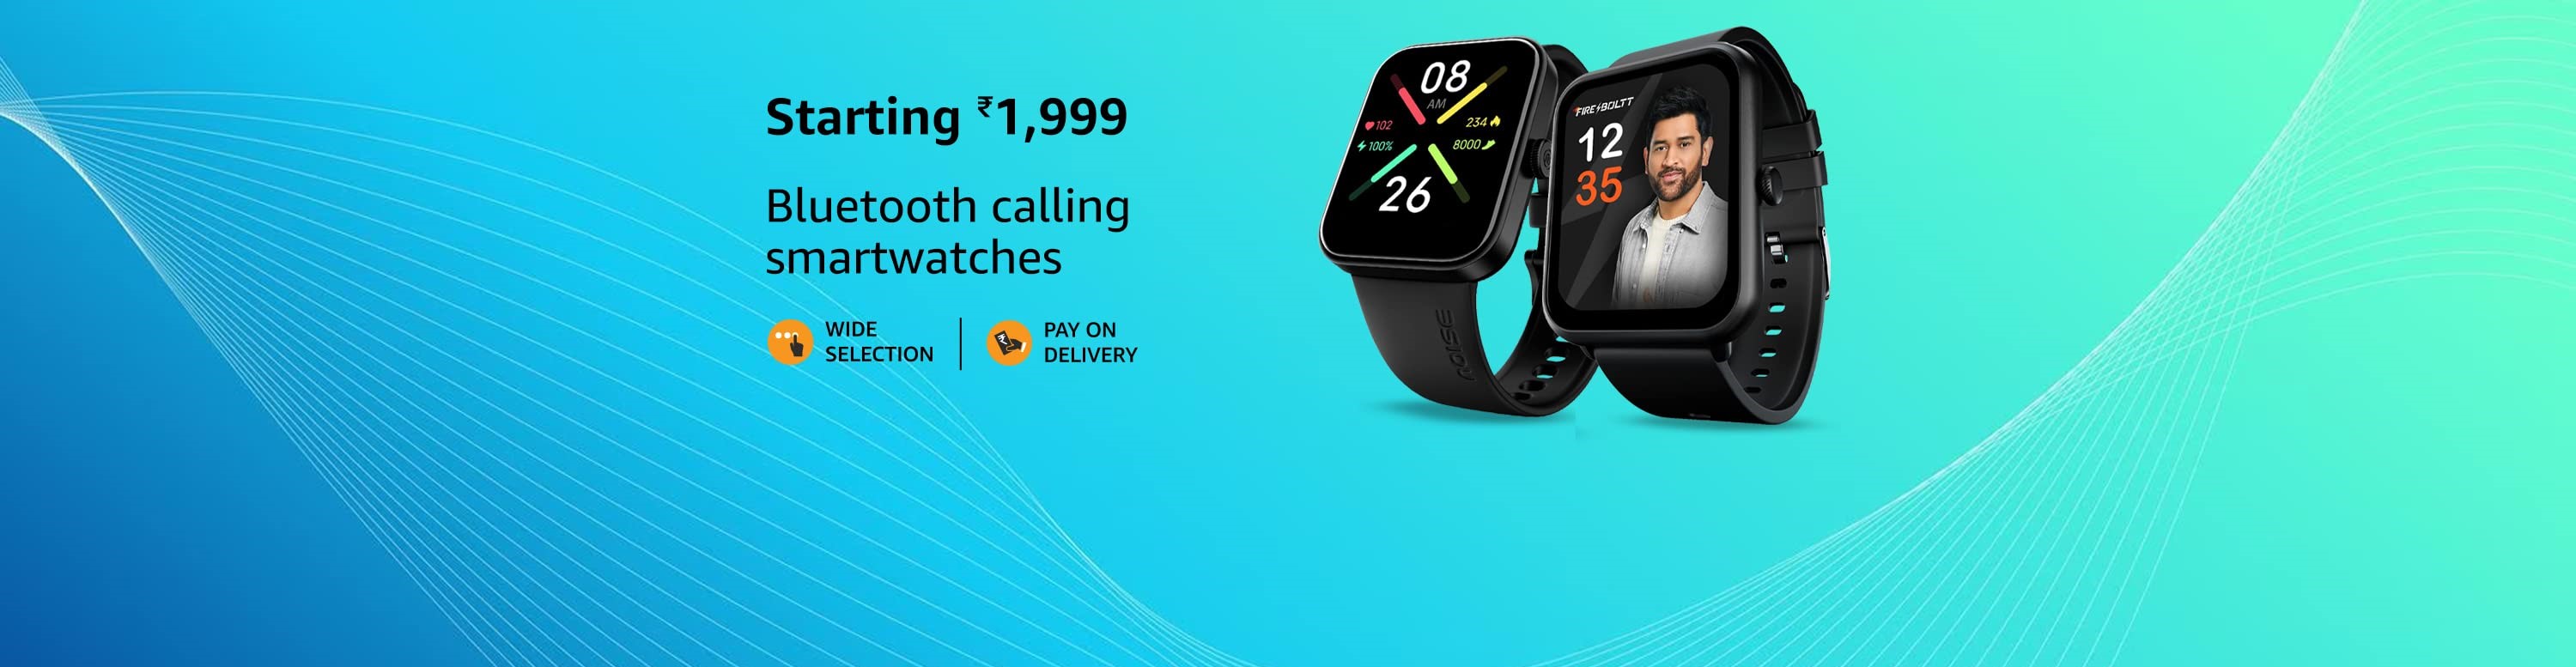 Starting ₹1,999
Bluetooth calling
smartwatches
WIDE
SELECTION
PAY ON
DELIVERY
08
AM
102
234
100%
8000
26
NOISE
FIRE BOLTT
12
35